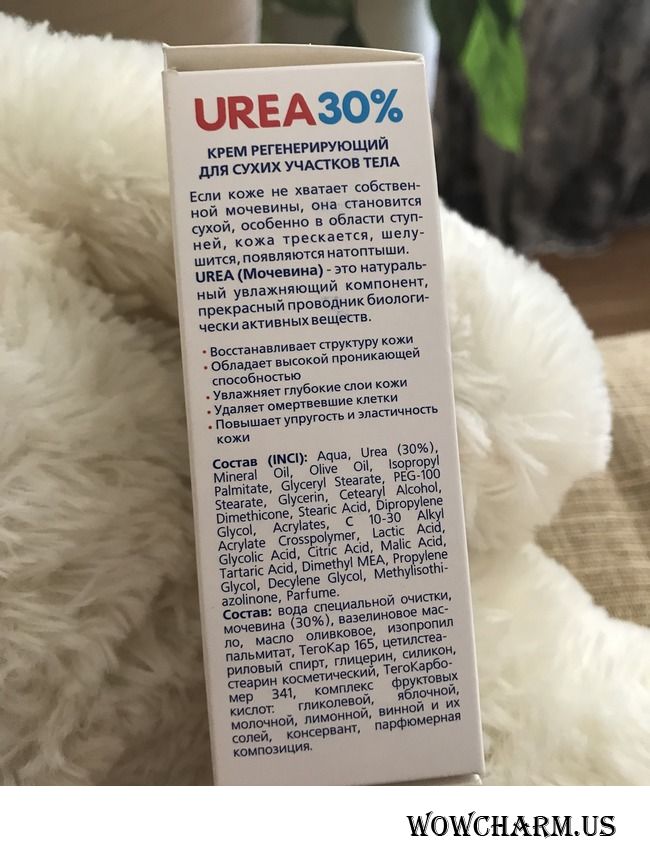 UREA30%
КРЕМ РЕГЕНЕРИРУЮЩИЙ
ДЛЯ СУХИХ УЧАСТКОВ ТЕЛА
Если коже не хватает собствен-
ной мочевины, она становится
сухой, особенно в области ступ-
ней, кожа трескается, шелу-
шится, появляются натоптыши.
UREA (Мочевина) - это натураль-
ный увлажняющий компонент,
прекрасный проводник биологи-
чески активных веществ.
• Восстанавливает структуру кожи
• Обладает высокой проникающей
способностью
• Увлажняет глубокие слои кожи
• Удаляет омертвевшие клетки
• Повышает упругость и эластичность
кожи
Состав (INCI): Aqua, Urea (30%),
Mineral Oil, Olive Oil, Isopropyl
Palmitate, Glyceryl Stearate, PEG-100
Stearate, Glycerin, Cetearyl Alcohol,
Dimethicone, Stearic Acid, Dipropylene
Glycol, Acrylates, C 10-30 Alkyl
Acrylate Crosspolymer, Lactic Acid,
Glycolic Acid, Citric Acid, Malic Acid,
Tartaric Acid, Dimethyl MEA, Propylene
Glycol, Decylene Glycol, Methylisothi-
azolinone, Parfume.
Состав: вода специальной очистки,
мочевина (30%), вазелиновое мас-
ло, масло оливковое, изопропил
пальмитат, ТегоКар 165, цетилстеа-
риловый спирт, глицерин, силикон,
стеарин косметический, ТегоКарбо-
мер 341, комплекс фруктовых
кислот: гликолевой, яблочной,
молочной, лимонной, винной и их
солей, консервант, парфюмерная
композиция.
WOWCHARM.US